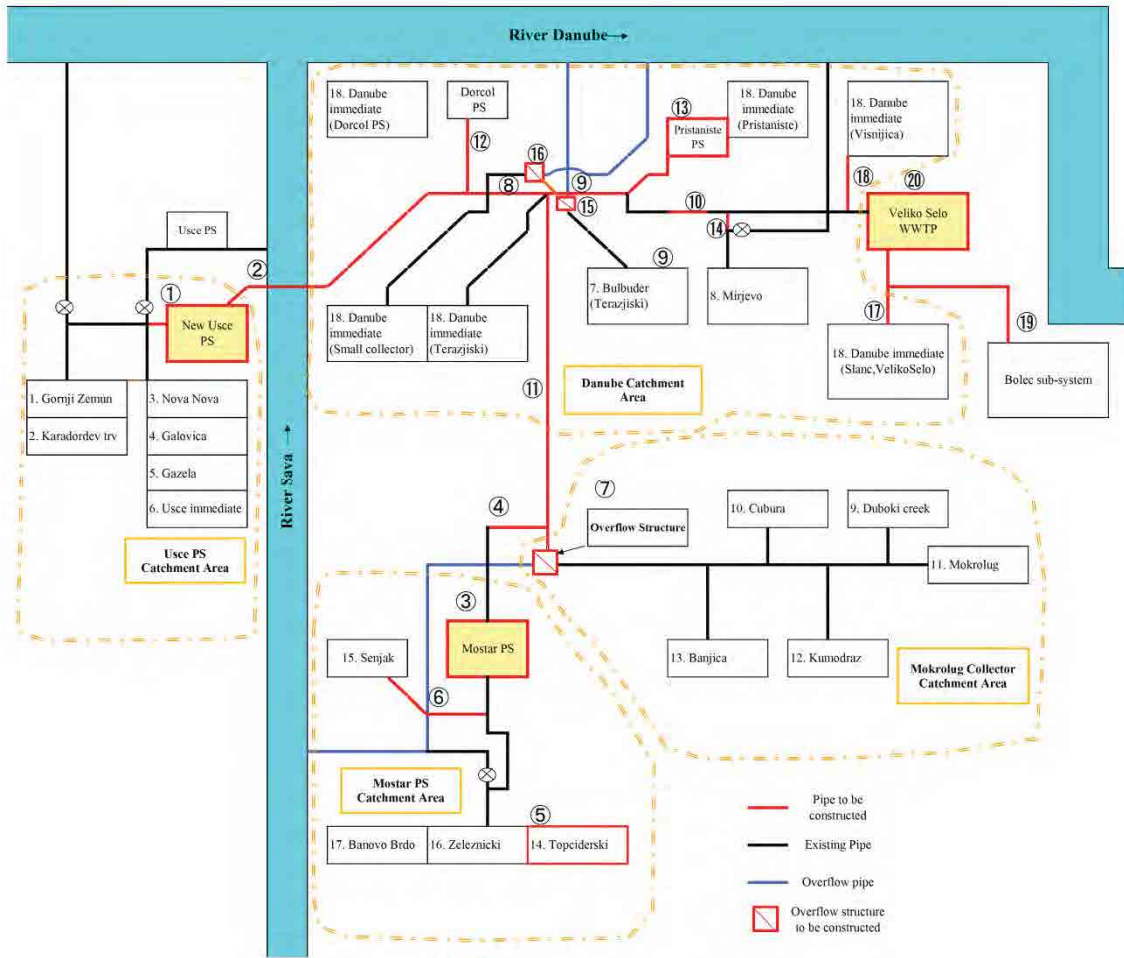 River Danube→
18. Danube
immediate
(Dorcol PS)
Dorcol
PS
⑫
⑯
⑧
⑨
⑮
⑬
Pristaniste
PS
18. Danube
immediate
(Pristaniste)
⑩
⑭
18. Danube
immediate
(Visnijica)
⑱
⑳
Veliko Selo
WWTP
Usce PS
②
①
New Usce
PS
⑨
7. Bulbuder
(Terazjiski)
8. Mirjevo
⑰
⑲
18. Danube
immediate
(Small collector)
18. Danube
immediate
(Terazjiski)
18. Danube immediate
(Slanc,VelikoSelo)
Bolec sub-system
Danube Catchment
Area
⑪
1. Gornji Zemun
2. Karadordev trv
3. Nova Nova
4. Galovica
5. Gazela
6. Usce immediate
River Sava →
Usce PS
Catchment Area
④
⑦
Overflow Structure
10. Cubura
9. Duboki creek
11. Mokrolug
13. Banjica
12. Kumodraz
Mokrolug Collector
Catchment Area
③
Mostar PS
15. Senjak
⑥
Mostar PS
Catchment Area
⑤
17. Banovo Brdo
16. Zeleznicki
14. Topciderski
Pipe to be
constructed
Existing Pipe
Overflow pipe
Overflow structure
to be constructed